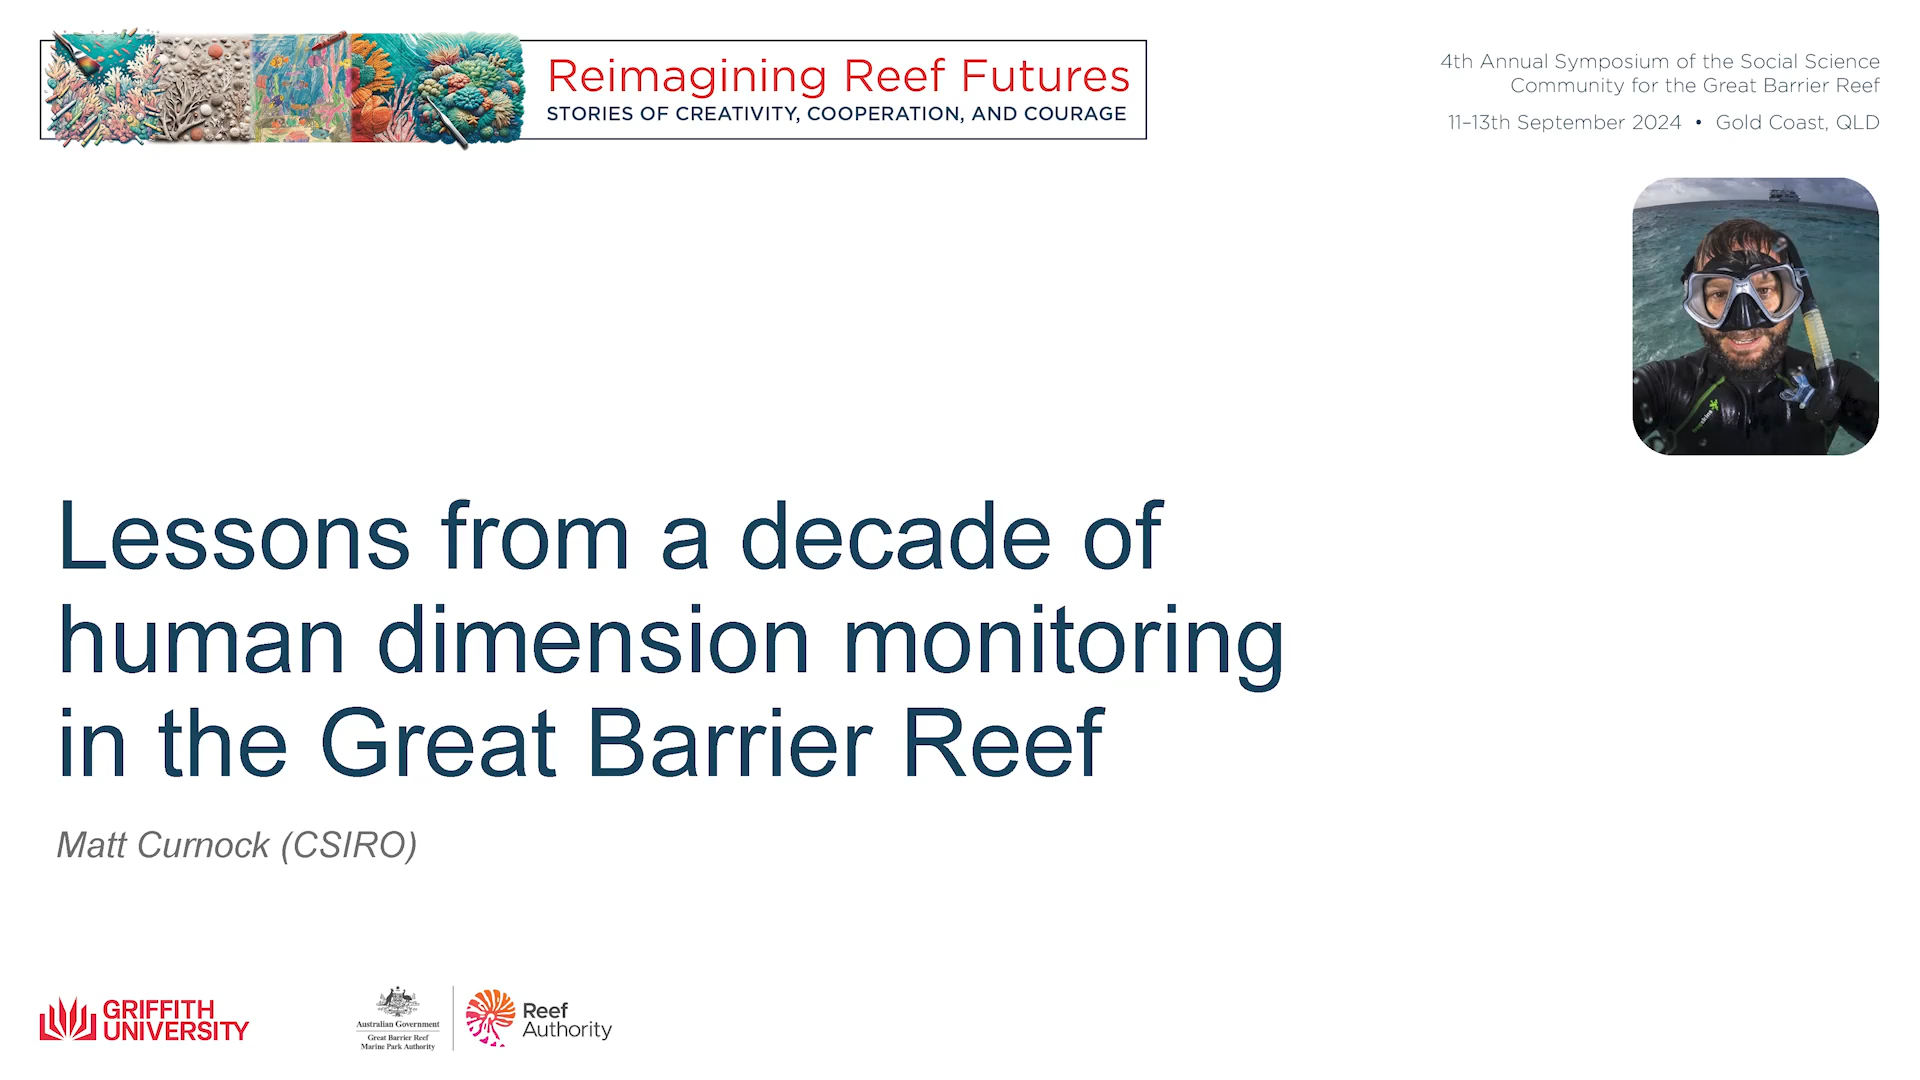 Reimagining Reef Futures
STORIES OF CREATIVITY, COOPERATION, AND COURAGE
4th Annual Symposium of the Social Science
Community for the Great Barrier Reef
11–13th September 2024 • Gold Coast, QLD
Lessons from a decade of
human dimension monitoring
in the Great Barrier Reef
Matt Curnock (CSIRO)
GRIFFITH
UNIVERSITY
Australian Government
Great Barrier Reef
Marine Park Authority
Reef
Authority